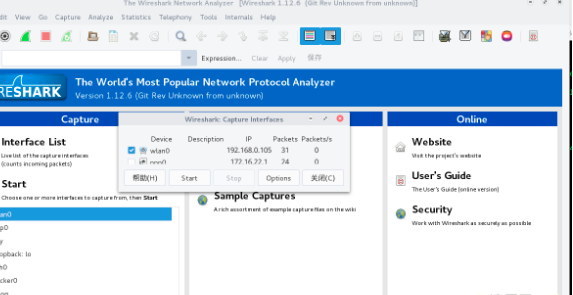 The Wireshark Network Analyzer [Wireshark 1.12.6 (Git Rev Unknown from unknown)]
dit View Go Capture Analyze Statistics Telephony Tools Internals Help
Expression... Clear Apply 保存
RESHARK
The World's Most Popular Network Protocol Analyzer
Version 1.12.6 (Git Rev Unknown from unknown)
Capture
Online
Wireshark: Capture Interfaces
Device Description IP Packets Packets/s
wlan0 192.168.0.105 31 0
172.16.22.1 24 0
帮助(H) Start Stop Options 关闭(C)
Interface List
Live list of the capture interfaces
(counts incoming packets)
Start
Choose one or more interfaces to capture from, then Start
an0
p0
y
opback: lo
h0
cker0
Sample Captures
A rich assortment of example capture files on the wiki
Website
Visit the project's website
User's Guide
The User's Guide (online version)
Security
Work with Wireshark as securely as possible